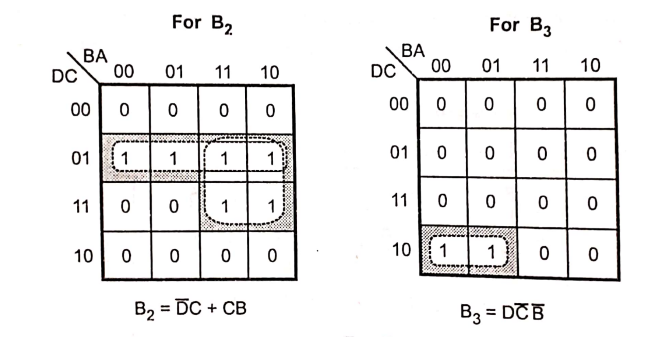 For B₂
BA
DC 00 01 11 10
00 0 0 0 0
01 1 1 1 1
11 0 0 1 1
10 0 0 0 0
B₂ = D̅C + CB
For B₃
BA
DC 00 01 11 10
00 0 0 0 0
01 0 0 0 0
11 0 0 0 0
10 1 1 0 0
B₃ = DC̅ B̅